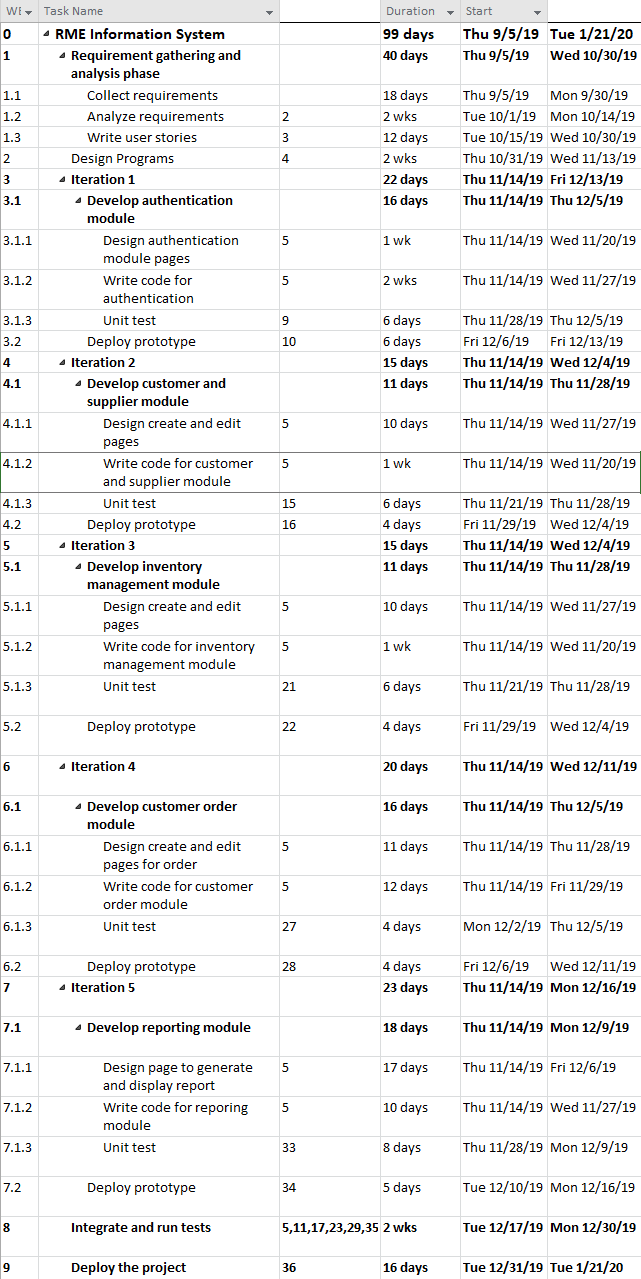 WE Task Name Duration Start
0 RME Information System 99 days Thu 9/5/19 Tue 1/21/20
1 Requirement gathering and 40 days Thu 9/5/19 Wed 10/30/19
analysis phase
1.1 Collect requirements 18 days Thu 9/5/19 Mon 9/30/19
1.2 Analyze requirements 2 2 wks Tue 10/1/19 Mon 10/14/19
1.3 Write user stories 3 12 days Tue 10/15/19 Wed 10/30/19
2 Design Programs 4 2 wks Thu 10/31/19 Wed 11/13/19
3 Iteration 1 22 days Thu 11/14/19 Fri 12/13/19
3.1 Develop authentication 16 days Thu 11/14/19 Thu 12/5/19
module
3.1.1 Design authentication 5 1 wk Thu 11/14/19 Wed 11/20/19
module pages
3.1.2 Write code for 5 2 wks Thu 11/14/19 Wed 11/27/19
authentication
3.1.3 Unit test 9 6 days Thu 11/28/19 Thu 12/5/19
3.2 Deploy prototype 10 6 days Fri 12/6/19 Fri 12/13/19
4 Iteration 2 15 days Thu 11/14/19 Wed 12/4/19
4.1 Develop customer and 11 days Thu 11/14/19 Thu 11/28/19
supplier module
4.1.1 Design create and edit 5 10 days Thu 11/14/19 Wed 11/27/19
pages
4.1.2 Write code for customer 5 1 wk Thu 11/14/19 Wed 11/20/19
and supplier module
4.1.3 Unit test 15 6 days Thu 11/21/19 Thu 11/28/19
4.2 Deploy prototype 16 4 days Fri 11/29/19 Wed 12/4/19
5 Iteration 3 15 days Thu 11/14/19 Wed 12/4/19
5.1 Develop inventory 11 days Thu 11/14/19 Thu 11/28/19
management module
5.1.1 Design create and edit 5 10 days Thu 11/14/19 Wed 11/27/19
pages
5.1.2 Write code for inventory 5 1 wk Thu 11/14/19 Wed 11/20/19
management module
5.1.3 Unit test 21 6 days Thu 11/21/19 Thu 11/28/19
5.2 Deploy prototype 22 4 days Fri 11/29/19 Wed 12/4/19
6 Iteration 4 20 days Thu 11/14/19 Wed 12/11/19
6.1 Develop customer order 16 days Thu 11/14/19 Thu 12/5/19
module
6.1.1 Design create and edit 5 11 days Thu 11/14/19 Thu 11/28/19
pages for order
6.1.2 Write code for customer 5 12 days Thu 11/14/19 Fri 11/29/19
order module
6.1.3 Unit test 27 4 days Mon 12/2/19 Thu 12/5/19
6.2 Deploy prototype 28 4 days Fri 12/6/19 Wed 12/11/19
7 Iteration 5 23 days Thu 11/14/19 Mon 12/16/19
7.1 Develop reporting module 18 days Thu 11/14/19 Mon 12/9/19
7.1.1 Design page to generate 5 17 days Thu 11/14/19 Fri 12/6/19
and display report
7.1.2 Write code for reporing 5 10 days Thu 11/14/19 Wed 11/27/19
module
7.1.3 Unit test 33 8 days Thu 11/28/19 Mon 12/9/19
7.2 Deploy prototype 34 5 days Tue 12/10/19 Mon 12/16/19
8 Integrate and run tests 5,11,17,23,29,35 2 wks Tue 12/17/19 Mon 12/30/19
9 Deploy the project 36 16 days Tue 12/31/19 Tue 1/21/20